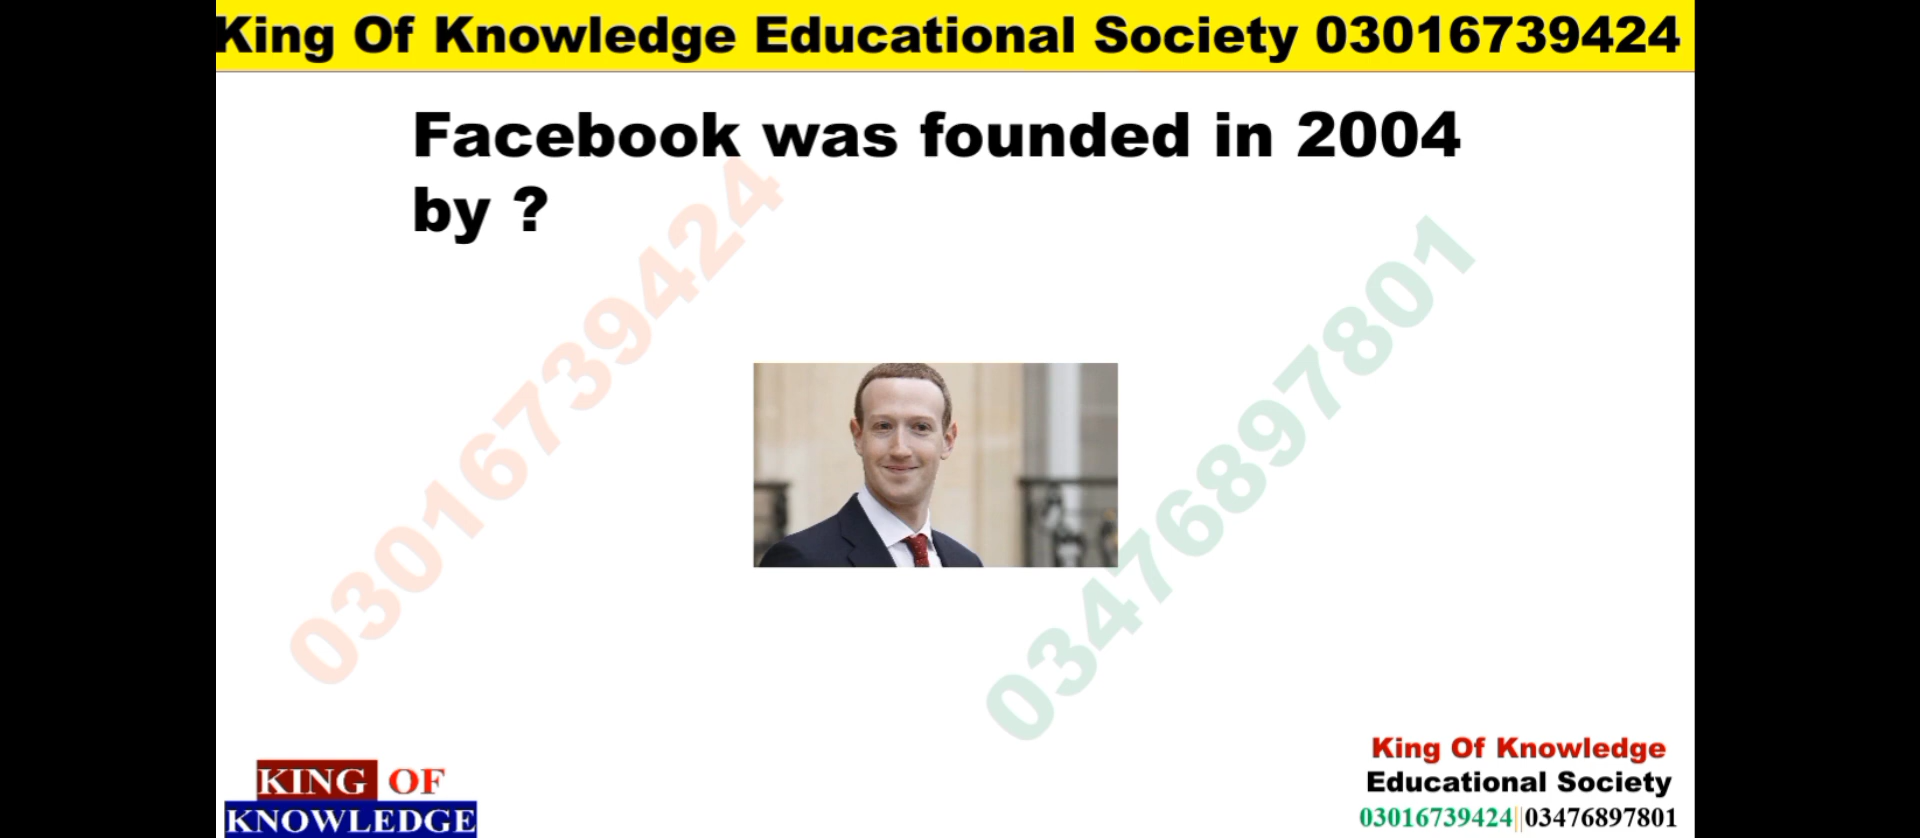 King Of Knowledge Educational Society 03016739424
Facebook was founded in 2004
by ?
03016739424
03476897801
KING OF
KNOWLEDGE
King Of Knowledge
Educational Society
03016739424||03476897801